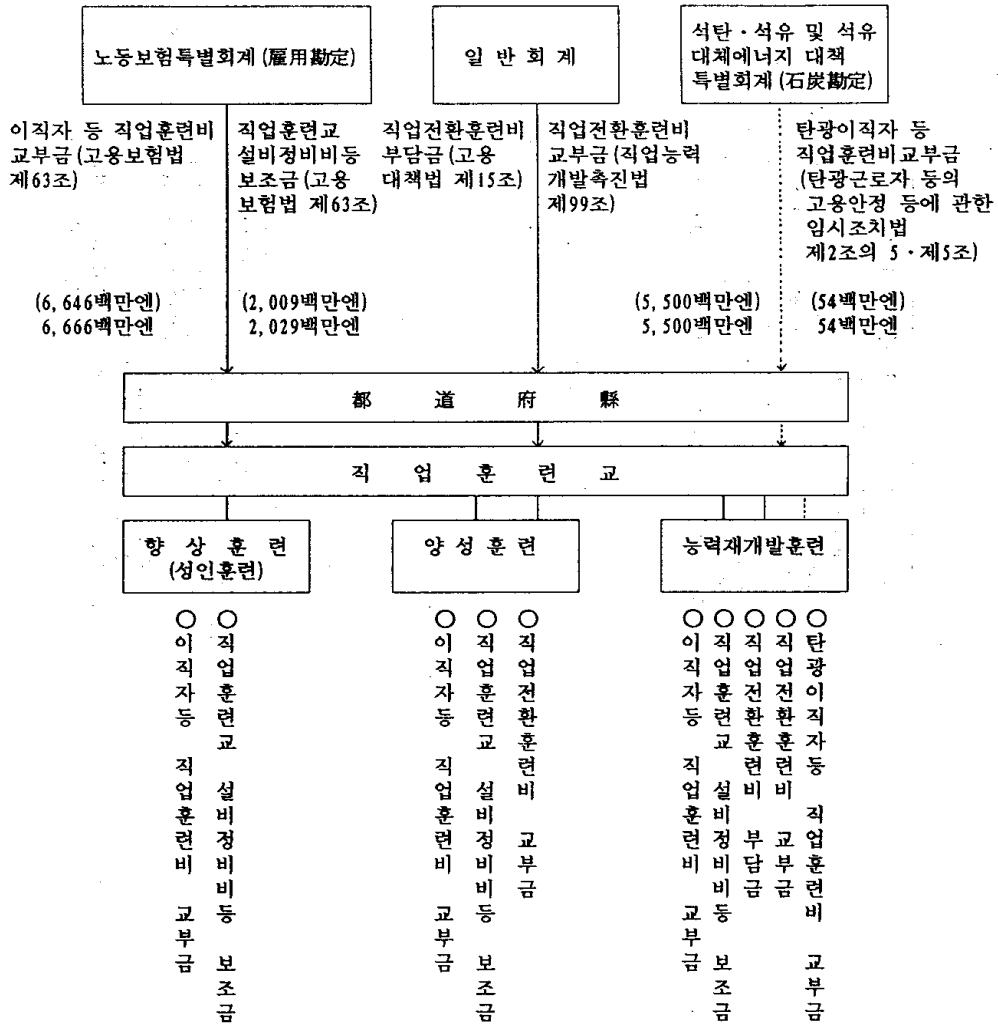 노동보험특별회계 (雇用勘定)
일 반 회 계
석탄 · 석유 및 석유
대체에너지 대책
특별회계 (石炭勘定)
이직자 등 직업훈련비
교부금 (고용보험법
제63조)
직업훈련교
설비정비비등
보조금 (고용
보험법 제63조)
직업전환훈련비
부담금 (고용
대책법 제15조)
직업전환훈련비
교부금 (직업능력
개발촉진법
제99조)
탄광이직자 등
직업훈련비교부금
(탄광근로자 등의
고용안정 등에 관한
임시조치법
제2조의 5 · 제5조)
(6, 646백만엔)
6, 666백만엔
(2, 009백만엔)
2, 029백만엔
(5, 500백만엔)
5, 500백만엔
(54백만엔)
54백만엔
都 道 府 縣
직 업 훈 련 교
향 상 훈 련
(성인훈련)
양 성 훈 련
능력재개발훈련
○ 이직자등 직업훈련비 교부금
○ 직업훈련교 설비정비비등 보조금
○ 이직자등 직업훈련비 교부금
○ 직업훈련교 설비정비비등 보조금
○ 직업전환훈련비 교부금
○ 이직자등 직업훈련비 교부금
○ 직업훈련교 설비정비비등 보조금
○ 직업전환훈련비 부담금
○ 직업전환훈련비 교부금
○ 탄광이직자등 직업훈련비 교부금